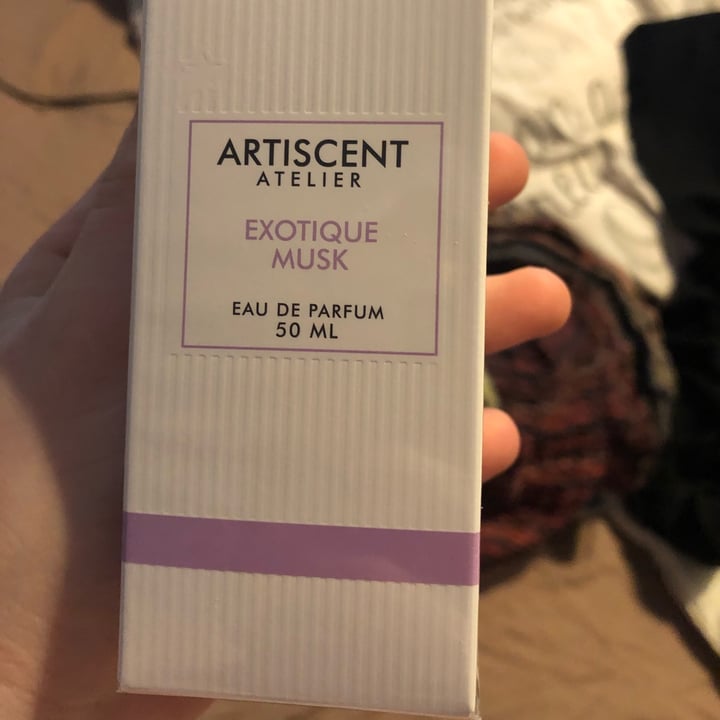 ARTISCENT
ATELIER
EXOTIQUE
MUSK
EAU DE PARFUM
50 ML